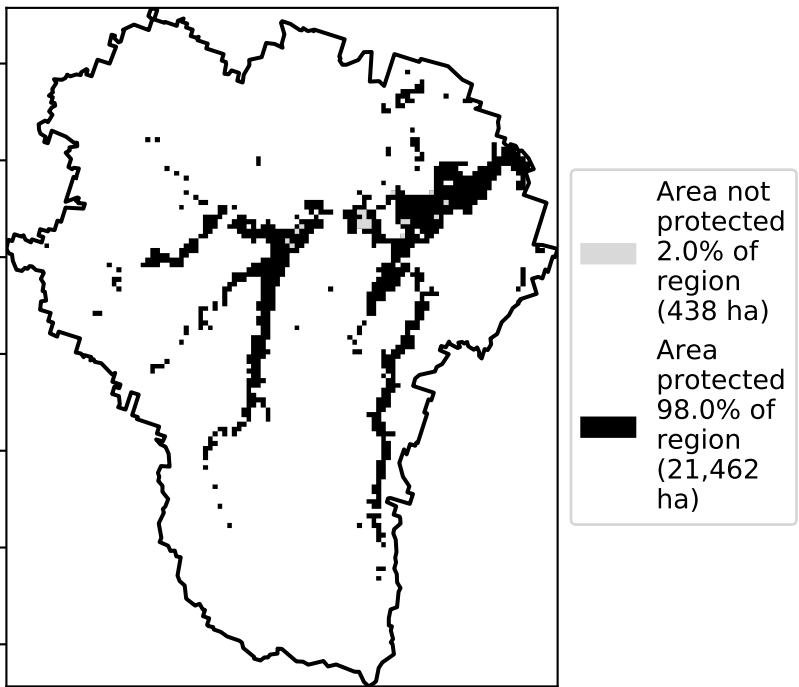 Area not
protected
2.0% of
region
(438 ha)
Area
protected
98.0% of
region
(21,462
ha)